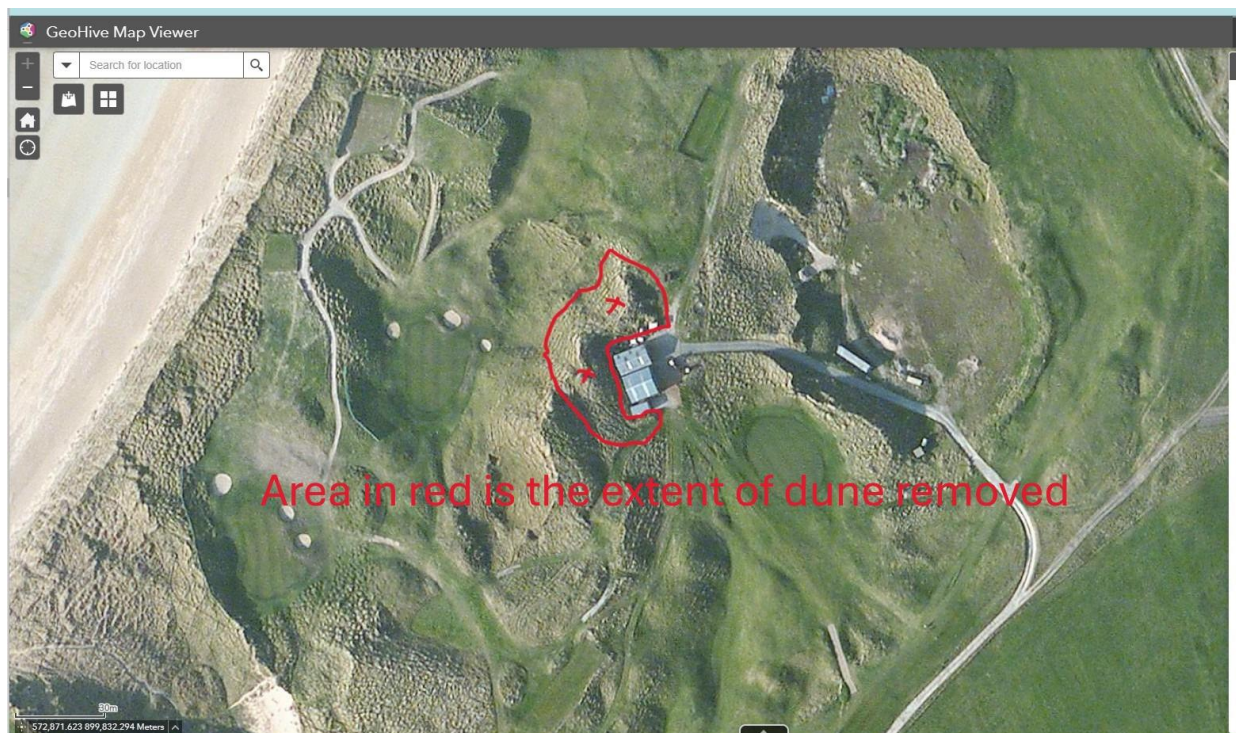 GeoHive Map Viewer
Search for location
Area in red is the extent of dune removed
30m
572,871.623 899,832.294 Meters